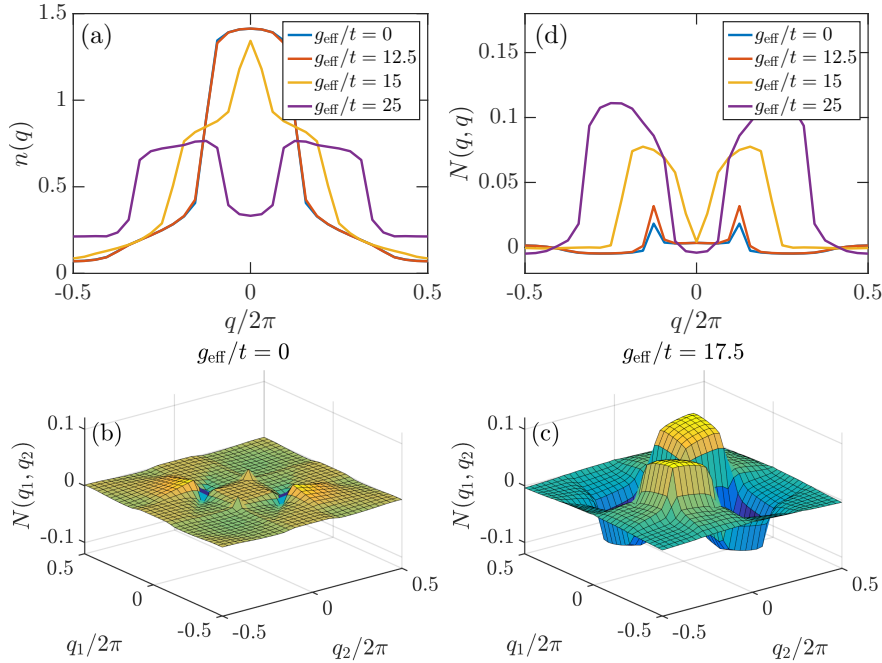 (a)
g_eff/t = 0
g_eff/t = 12.5
g_eff/t = 15
g_eff/t = 25
n(q)
1.5
1
0.5
0
-0.5
0
0.5
q/2π
(d)
g_eff/t = 0
g_eff/t = 12.5
g_eff/t = 15
g_eff/t = 25
N(q, q)
0.15
0.1
0.05
0
-0.5
0
0.5
q/2π
g_eff/t = 0
(b)
N(q₁, q₂)
0.1
0
-0.1
0.5
0
-0.5
q₁/2π
-0.5
0
0.5
q₂/2π
g_eff/t = 17.5
(c)
N(q₁, q₂)
0.1
0
-0.1
0.5
0
-0.5
q₁/2π
-0.5
0
0.5
q₂/2π